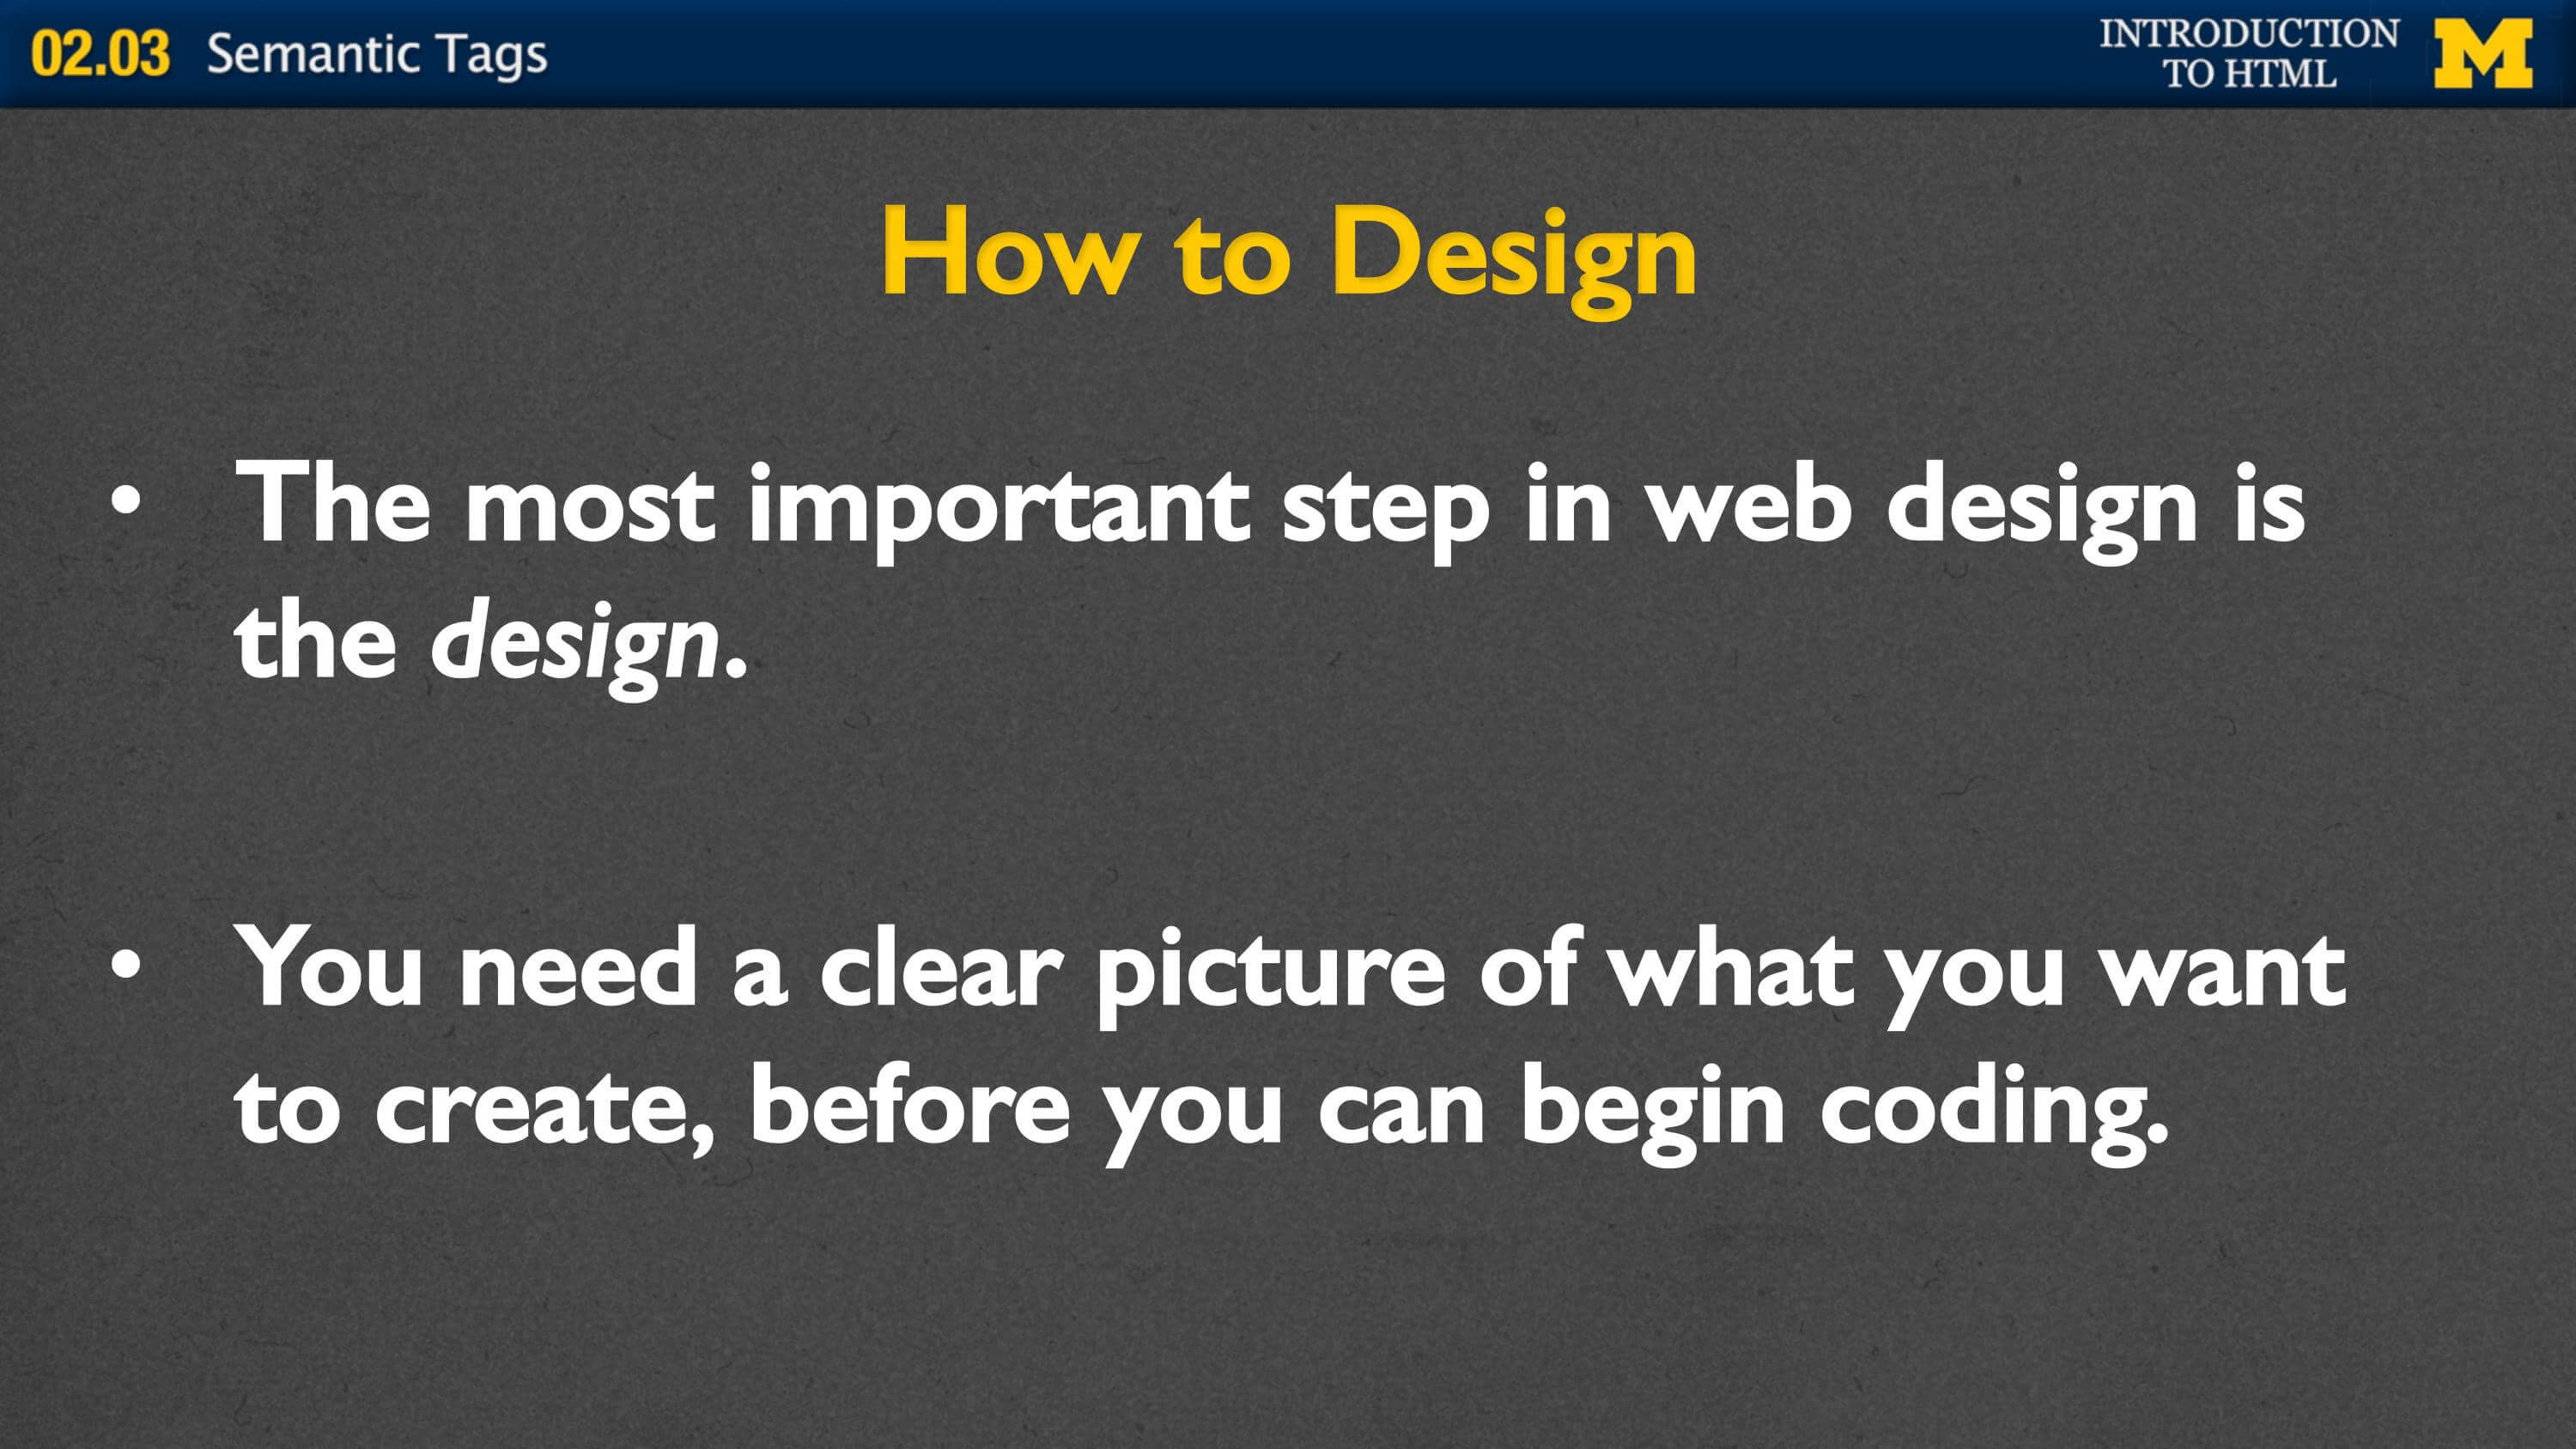 02.03 Semantic Tags
INTRODUCTION
TO HTML
M
How to Design
• The most important step in web design is
the design.
• You need a clear picture of what you want
to create, before you can begin coding.